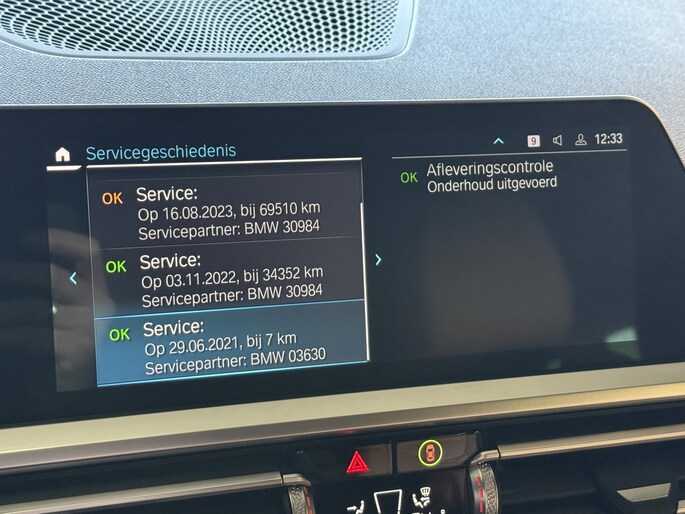 Servicegeschiedenis
9
12:33
OK Service:
Op 16.08.2023, bij 69510 km
Servicepartner: BMW 30984
OK Service:
Op 03.11.2022, bij 34352 km
Servicepartner: BMW 30984
OK Service:
Op 29.06.2021, bij 7 km
Servicepartner: BMW 03630
OK Afleveringscontrole
Onderhoud uitgevoerd